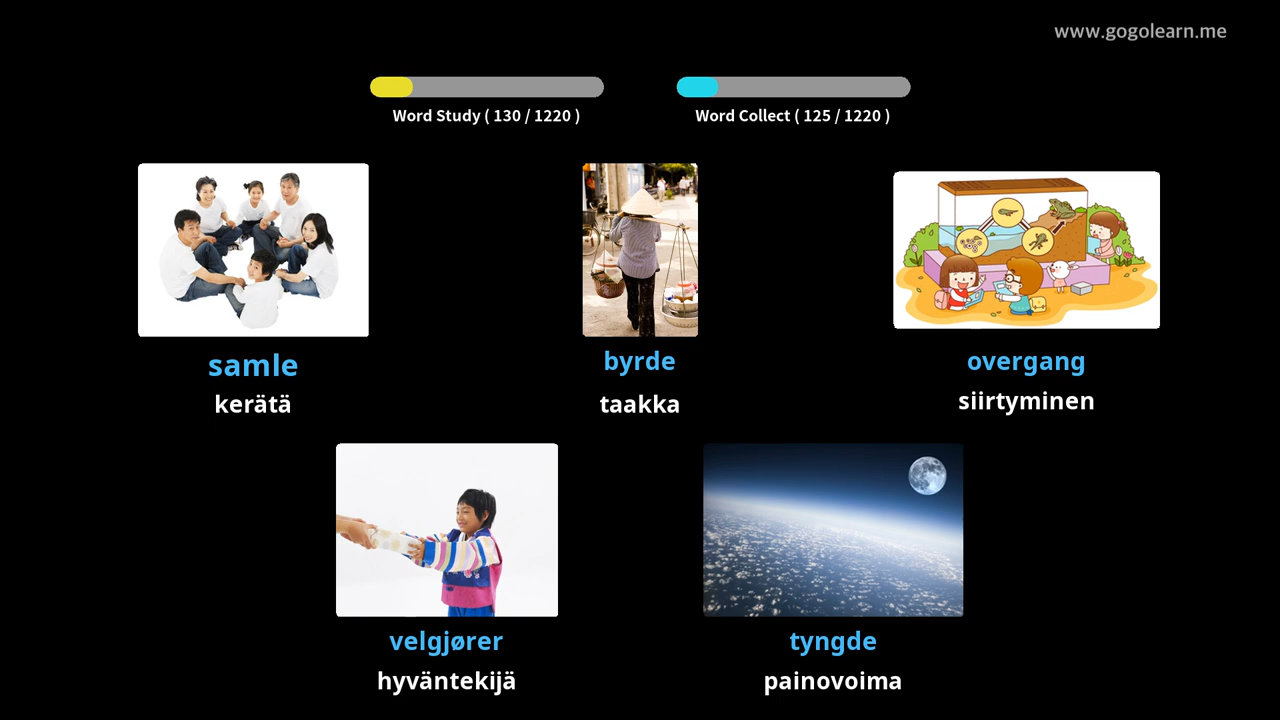 www.gogolearn.me
Word Study ( 130 / 1220 )
Word Collect ( 125 / 1220 )
samle
kerätä
byrde
taakka
overgang
siirtyminen
velgjører
hyväntekijä
tyngde
painovoima